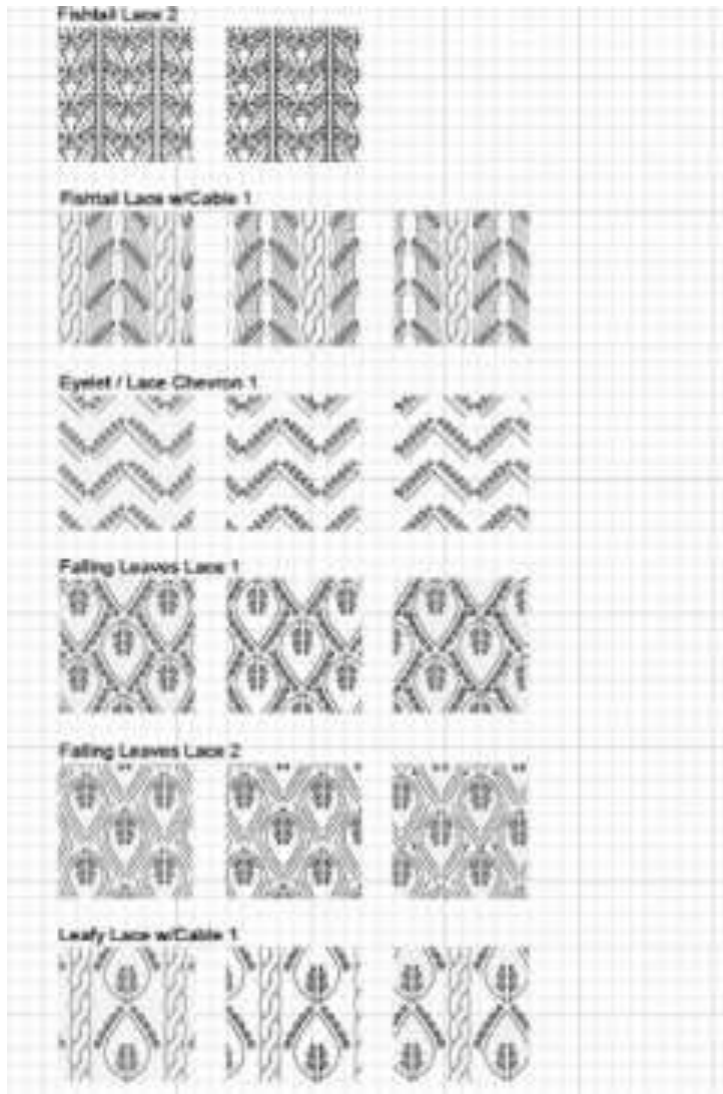 Fishtail Lace 2
Fishtail Lace w/Cable 1
Eyelet / Lace Chevron 1
Falling Leaves Lace 1
Falling Leaves Lace 2
Leafy Lace w/Cable 1